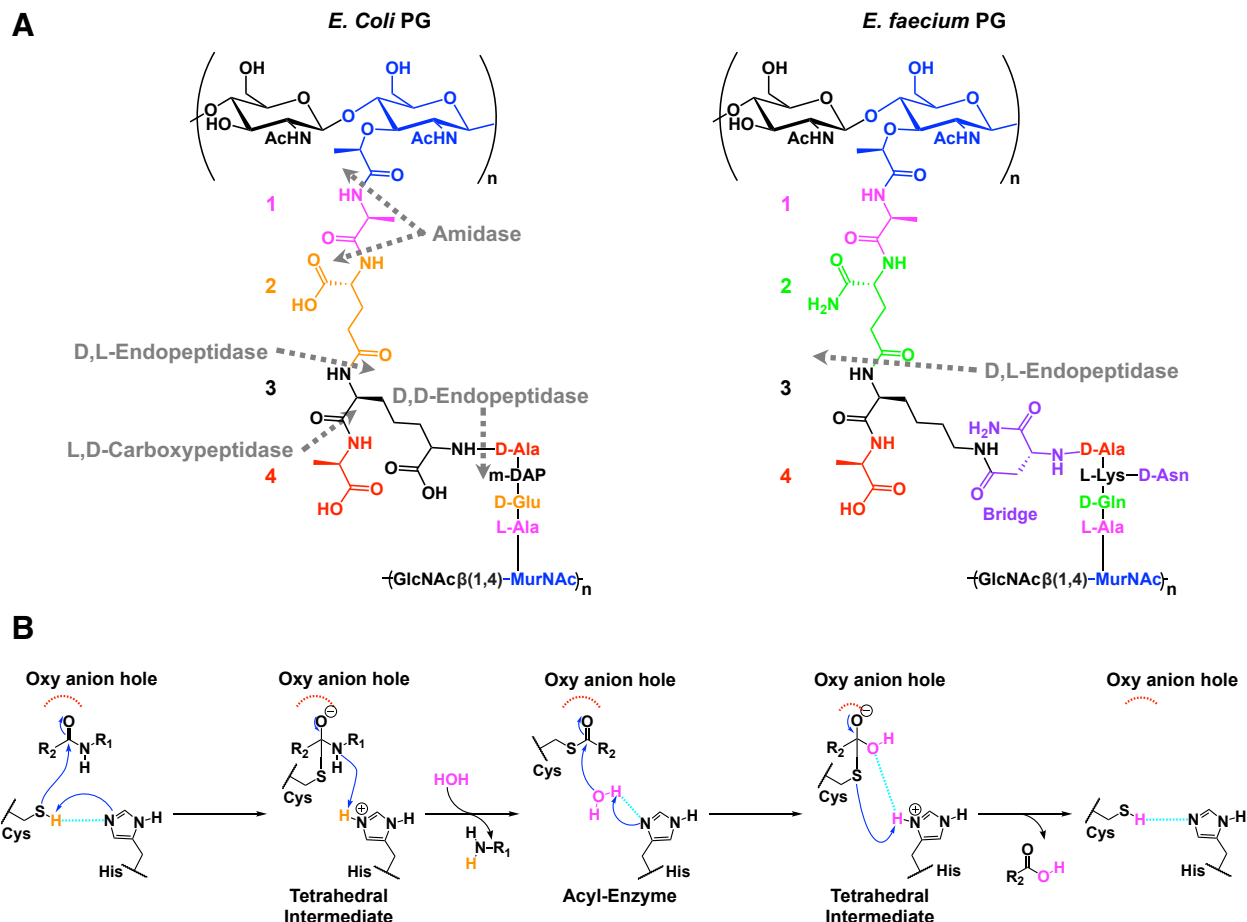 A
E. Coli PG
E. faecium PG
OH
OH
O
O
O
O
HO
AcHN
AcHN
O
O
n
1
HN
O
NH
Amidase
2
O
HO
O
D,L-Endopeptidase
HN
3
D,D-Endopeptidase
O
NH
L,D-Carboxypeptidase
4
HO
O
O
OH
NH
D-Ala
m-DAP
D-Glu
L-Ala
(GlcNAcβ(1,4)-MurNAc)n
OH
OH
O
O
O
O
HO
AcHN
AcHN
O
O
n
1
HN
O
NH
2
O
H2N
O
D,L-Endopeptidase
HN
3
O
NH
4
HO
O
NH
H2N
O
O
N
H
Bridge
D-Ala
L-Lys-D-Asn
D-Gln
L-Ala
(GlcNAcβ(1,4)-MurNAc)n
B
Oxy anion hole
O
R2
N-R1
H
S
H
Cys
N
N-H
His
Oxy anion hole
O⊖
R2
N-R1
H
S
Cys
H
N⊕
N-H
His
Tetrahedral
Intermediate
HOH
H
N-R1
H
Oxy anion hole
O
S
R2
Cys
O-H
H
N
N-H
His
Acyl-Enzyme
Oxy anion hole
O⊖
H
R2
O
S
Cys
H-N⊕
N-H
His
Tetrahedral
Intermediate
O
R2
O
H
Oxy anion hole
S
H
Cys
N
N-H
His